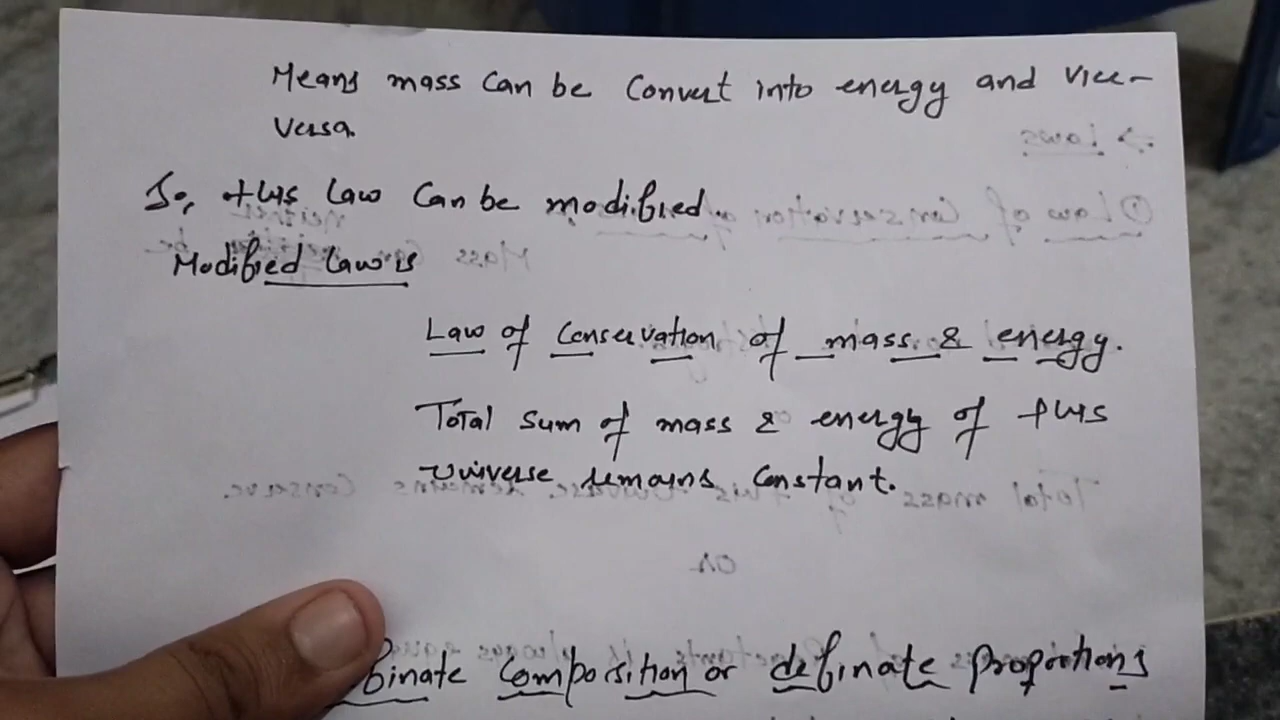 Means mass can be convert into energy and vice-
versa.
So, this law can be modified.
Modified law is
Law of conservation of mass & energy.
Total sum of mass & energy of this
universe remains constant.
composition or definate proportions